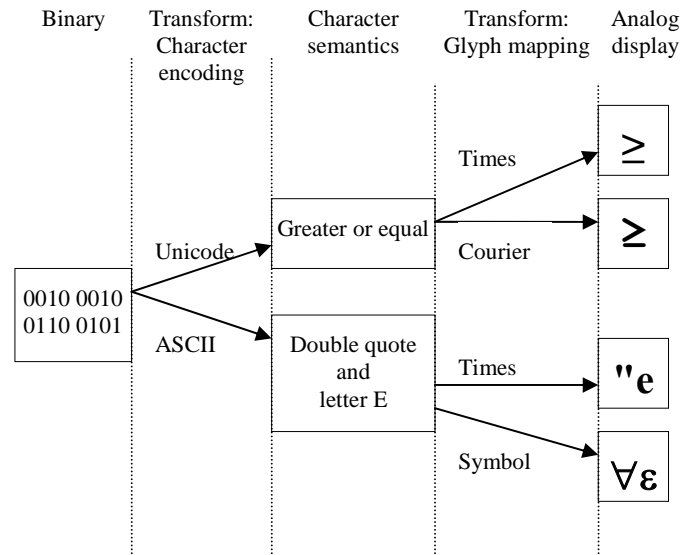 Binary
Transform:
Character
encoding
Character
semantics
Transform:
Glyph mapping
Analog
display
Times
≥
Greater or equal
Unicode
Courier
≥
0010 0010
0110 0101
ASCII
Double quote
and
letter E
Times
"e
Symbol
∀ε